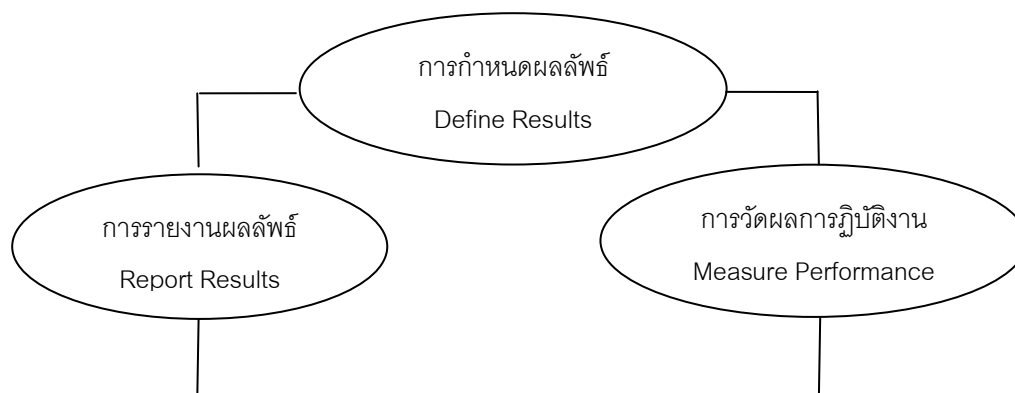 การกำหนดผลลัพธ์
Define Results
การรายงานผลลัพธ์
Report Results
การวัดผลการฏิบัติงาน
Measure Performance